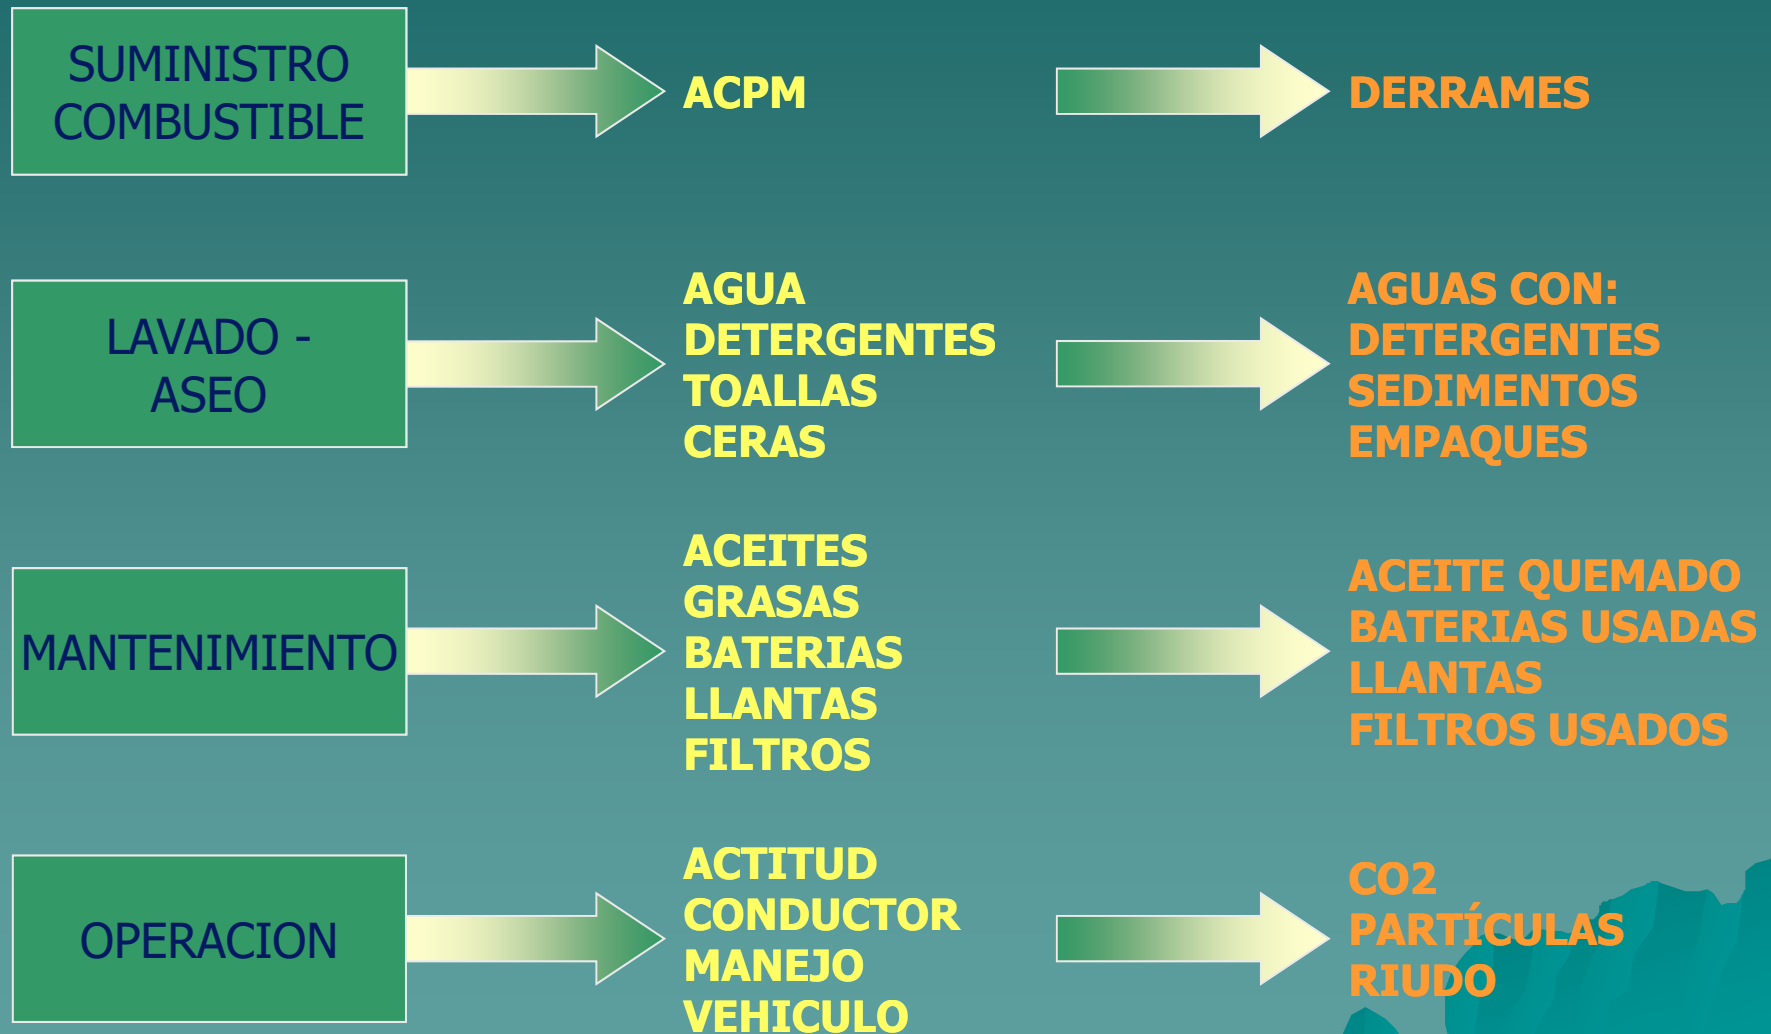 SUMINISTRO
COMBUSTIBLE
ACPM
DERRAMES
LAVADO -
ASEO
AGUA
DETERGENTES
TOALLAS
CERAS
AGUAS CON:
DETERGENTES
SEDIMENTOS
EMPAQUES
MANTENIMIENTO
ACEITES
GRASAS
BATERIAS
LLANTAS
FILTROS
ACEITE QUEMADO
BATERIAS USADAS
LLANTAS
FILTROS USADOS
OPERACION
ACTITUD
CONDUCTOR
MANEJO
VEHICULO
CO2
PARTÍCULAS
RIUDO